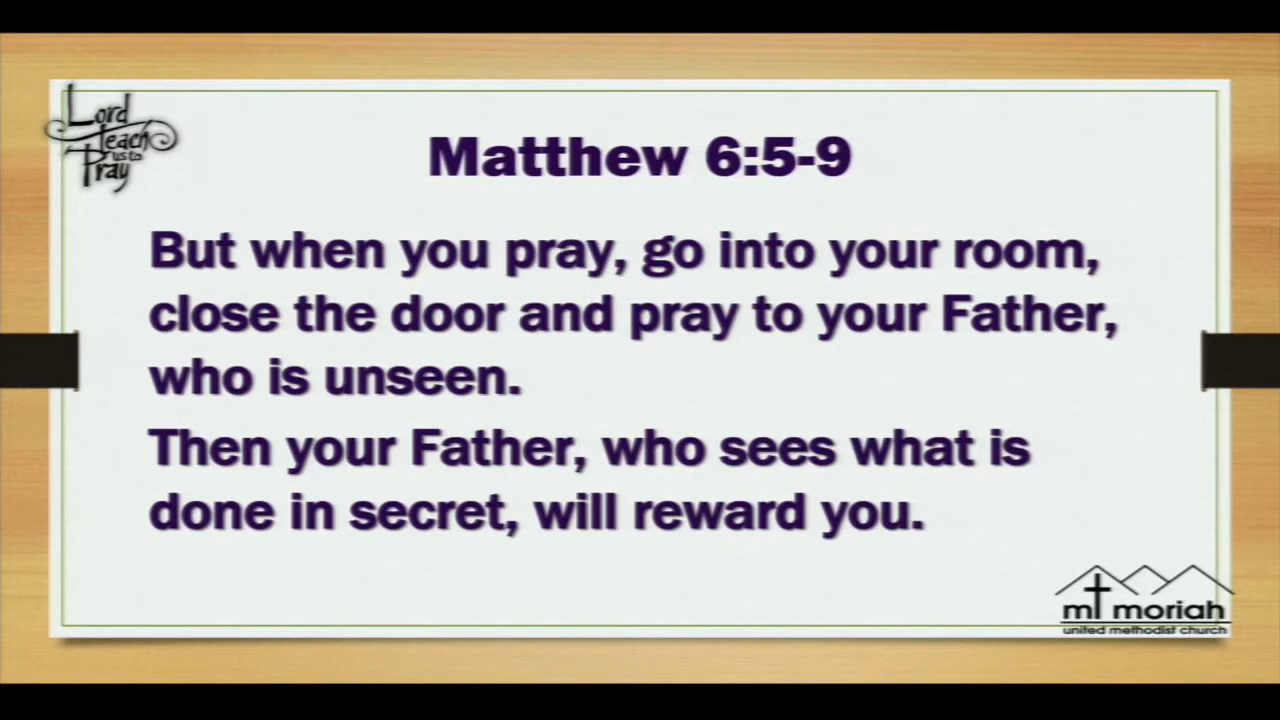 Lord
teach
us to
Pray
Matthew 6:5-9
But when you pray, go into your room,
close the door and pray to your Father,
who is unseen.
Then your Father, who sees what is
done in secret, will reward you.
mt moriah
united methodist church